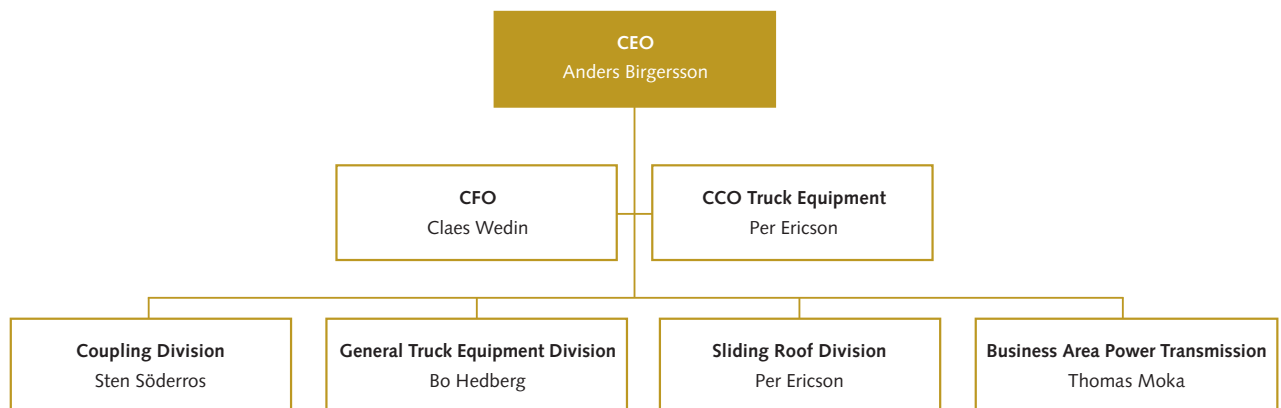 CEO
Anders Birgersson
CFO
Claes Wedin
CCO Truck Equipment
Per Ericson
Coupling Division
Sten Söderros
General Truck Equipment Division
Bo Hedberg
Sliding Roof Division
Per Ericson
Business Area Power Transmission
Thomas Moka